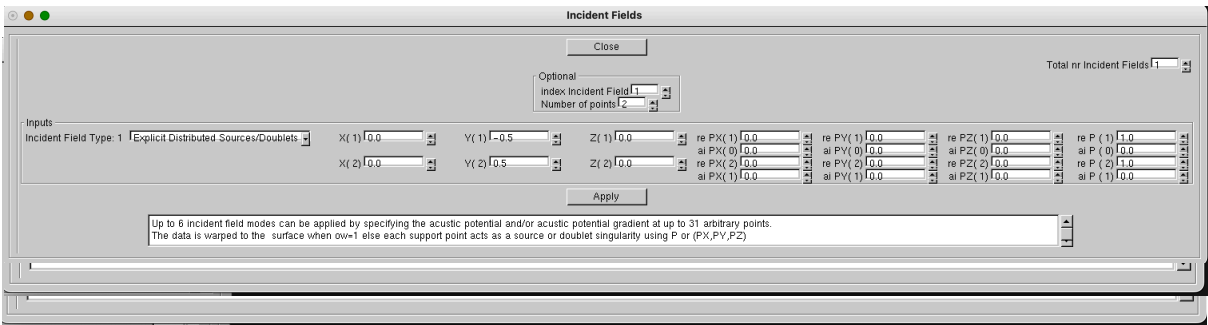 Incident Fields
Close
Total nr Incident Fields 1
Optional
index Incident Field 1
Number of points 2
Inputs
Incident Field Type: 1 Explicit Distributed Sources/Doublets X( 1) 0.0 Y( 1) -0.5 Z( 1) 0.0 re PX( 1) 0.0 re PY( 1) 0.0 re PZ( 1) 0.0 re P ( 1) 1.0
ai PX( 0) 0.0 ai PY( 0) 0.0 ai PZ( 0) 0.0 ai P ( 0) 0.0
X( 2) 0.0 Y( 2) 0.5 Z( 2) 0.0 re PX( 2) 0.0 re PY( 2) 0.0 re PZ( 2) 0.0 re P ( 2) 1.0
ai PX( 1) 0.0 ai PY( 1) 0.0 ai PZ( 1) 0.0 ai P ( 1) 0.0
Apply
Up to 6 incident field modes can be applied by specifying the acustic potential and/or acustic potential gradient at up to 31 arbitrary points.
The data is warped to the surface when ow=1 else each support point acts as a source or doublet singularity using P or (PX,PY,PZ)